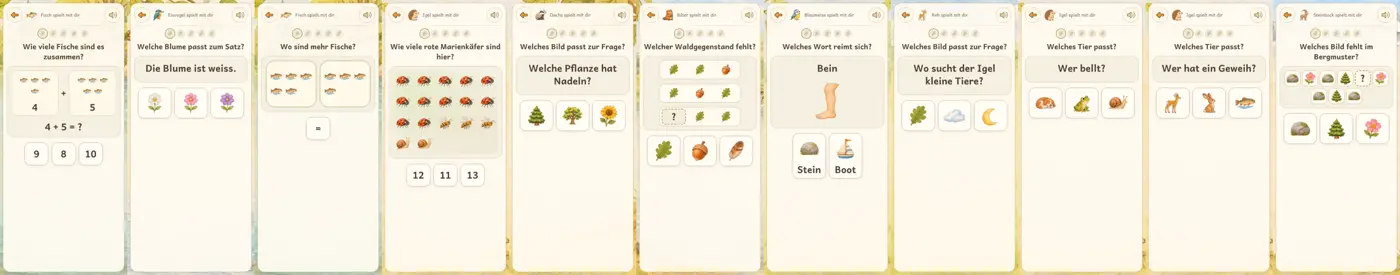 Fisch spielt mit dir
Wie viele Fische sind es
zusammen?
4
+
5
4 + 5 = ?
9
8
10
Eisvogel spielt mit dir
Welche Blume passt zum Satz?
Die Blume ist weiss.
Fisch spielt mit dir
Wo sind mehr Fische?
=
Igel spielt mit dir
Wie viele rote Marienkäfer sind
hier?
12
11
13
Dachs spielt mit dir
Welches Bild passt zur Frage?
Welche Pflanze hat
Nadeln?
Biber spielt mit dir
Welcher Waldgegenstand fehlt?
?
Blaumeise spielt mit dir
Welches Wort reimt sich?
Bein
Stein
Boot
Reh spielt mit dir
Welches Bild passt zur Frage?
Wo sucht der Igel
kleine Tiere?
Igel spielt mit dir
Welches Tier passt?
Wer bellt?
Igel spielt mit dir
Welches Tier passt?
Wer hat ein Geweih?
Steinbock spielt mit dir
Welches Bild fehlt im
Bergmuster?
?